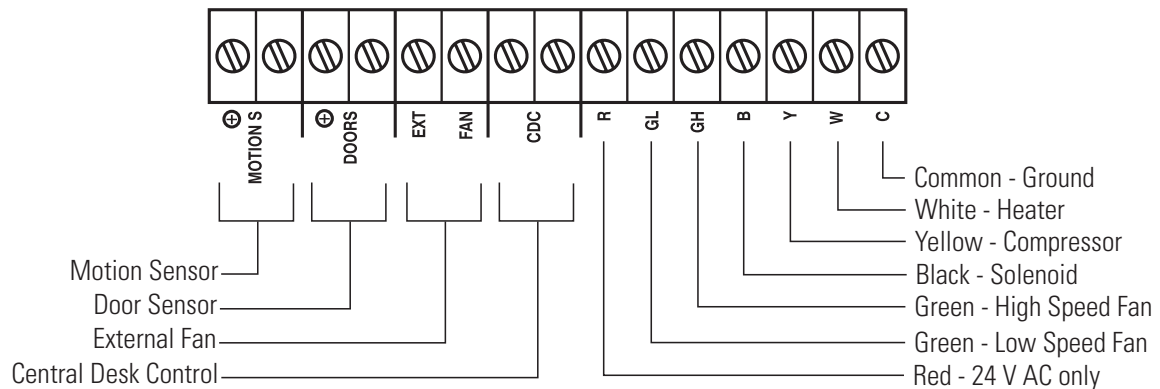 ⊕
MOTION S
⊕
DOORS
EXT
FAN
CDC
R
GL
GH
B
Y
W
C
Common - Ground
White - Heater
Yellow - Compressor
Black - Solenoid
Green - High Speed Fan
Green - Low Speed Fan
Red - 24 V AC only
Motion Sensor
Door Sensor
External Fan
Central Desk Control